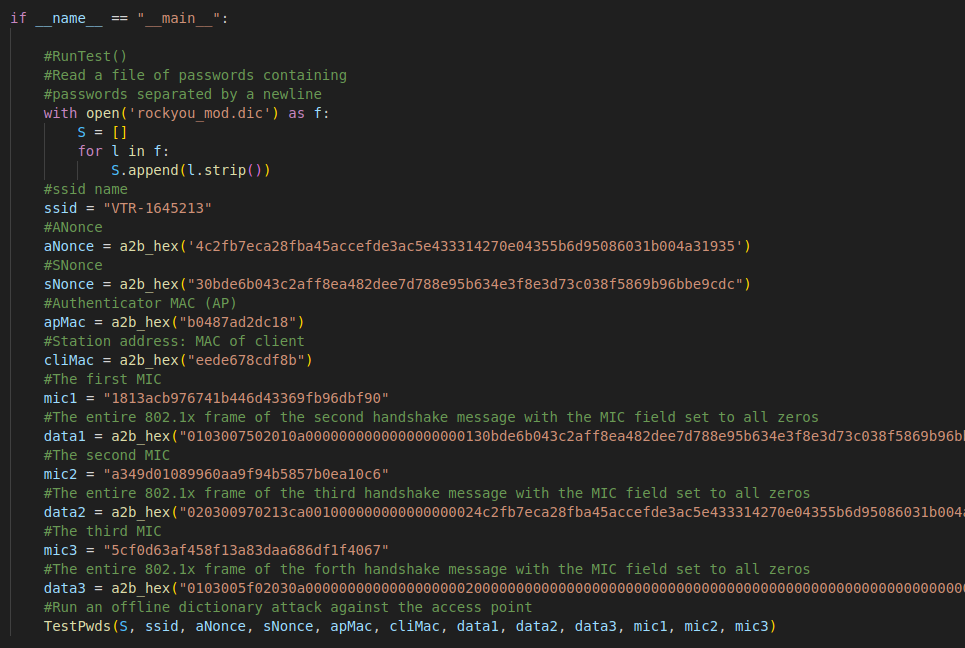 if __name__ == "__main__":
#RunTest()
#Read a file of passwords containing
#passwords separated by a newline
with open('rockyou_mod.dic') as f:
S = []
for l in f:
S.append(l.strip())
#ssid name
ssid = "VTR-1645213"
#ANonce
aNonce = a2b_hex('4c2fb7eca28fba45accefde3ac5e433314270e04355b6d95086031b004a31935')
#SNonce
sNonce = a2b_hex("30bde6b043c2aff8ea482dee7d788e95b634e3f8e3d73c038f5869b96bbe9cdc")
#Authenticator MAC (AP)
apMac = a2b_hex("b0487ad2dc18")
#Station address: MAC of client
cliMac = a2b_hex("eede678cdf8b")
#The first MIC
mic1 = "1813acb976741b446d43369fb96dbf90"
#The entire 802.1x frame of the second handshake message with the MIC field set to all zeros
data1 = a2b_hex("0103007502010a0000000000000000000130bde6b043c2aff8ea482dee7d788e95b634e3f8e3d73c038f5869b96b
#The second MIC
mic2 = "a349d01089960aa9f94b5857b0ea10c6"
#The entire 802.1x frame of the third handshake message with the MIC field set to all zeros
data2 = a2b_hex("020300970213ca001000000000000000024c2fb7eca28fba45accefde3ac5e433314270e04355b6d95086031b004
#The third MIC
mic3 = "5cf0d63af458f13a83daa686df1f4067"
#The entire 802.1x frame of the forth handshake message with the MIC field set to all zeros
data3 = a2b_hex("0103005f02030a0000000000000000000200000000000000000000000000000000000000000000000000000000000
#Run an offline dictionary attack against the access point
TestPwds(S, ssid, aNonce, sNonce, apMac, cliMac, data1, data2, data3, mic1, mic2, mic3)